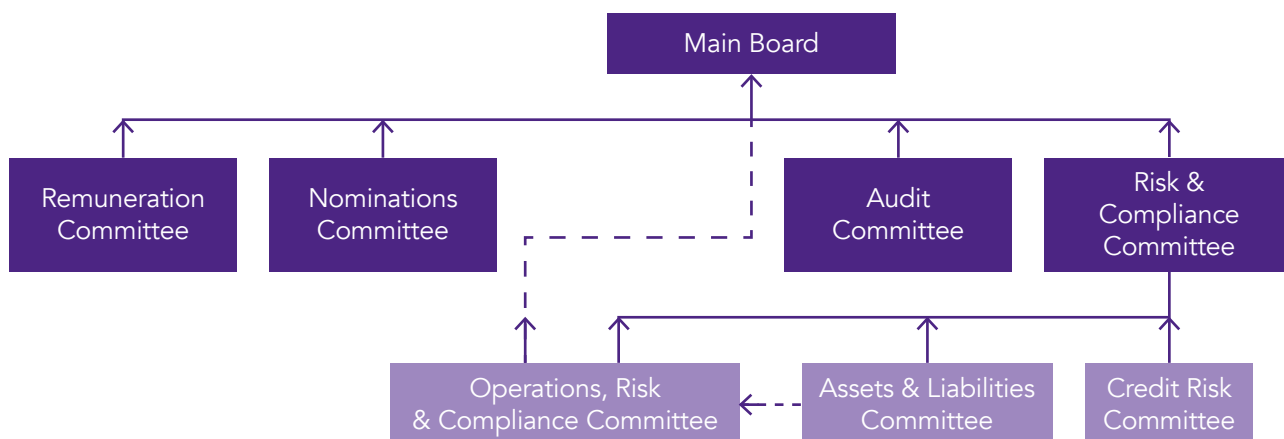 Main Board
Remuneration
Committee
Nominations
Committee
Audit
Committee
Risk &
Compliance
Committee
Operations, Risk
& Compliance Committee
Assets & Liabilities
Committee
Credit Risk
Committee